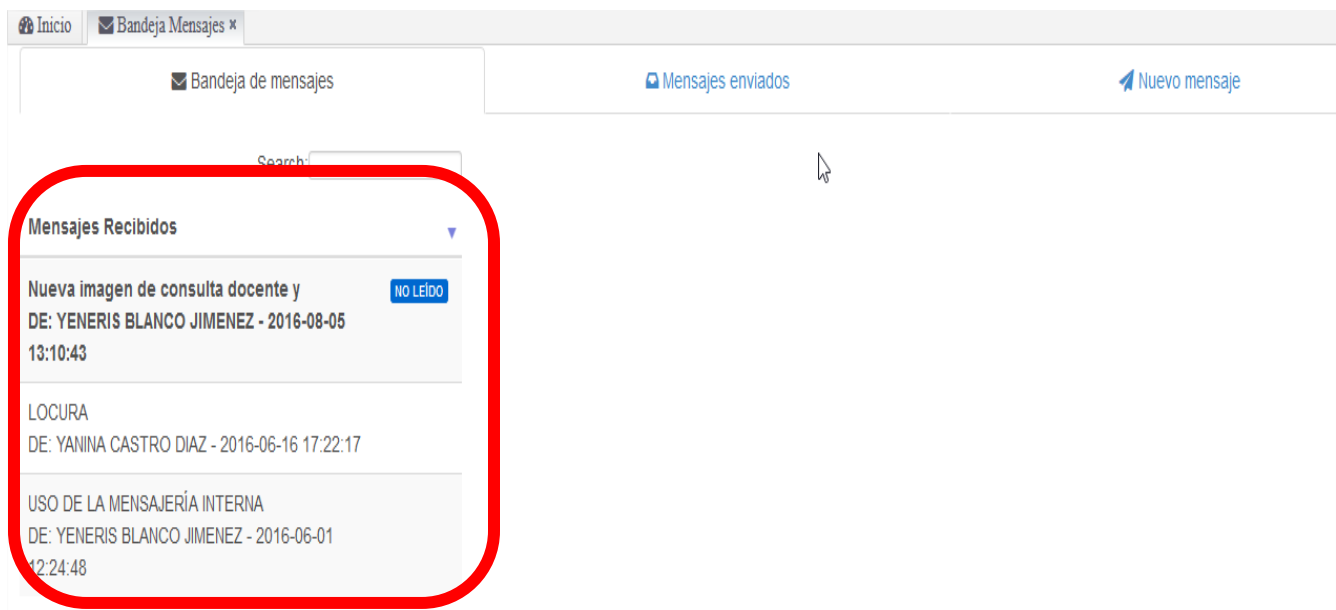 Inicio
Bandeja Mensajes ×
Bandeja de mensajes
Mensajes enviados
Nuevo mensaje
Search:
Mensajes Recibidos
Nueva imagen de consulta docente y
NO LEÍDO
DE: YENERIS BLANCO JIMENEZ - 2016-08-05
13:10:43
LOCURA
DE: YANINA CASTRO DIAZ - 2016-06-16 17:22:17
USO DE LA MENSAJERÍA INTERNA
DE: YENERIS BLANCO JIMENEZ - 2016-06-01
12:24:48